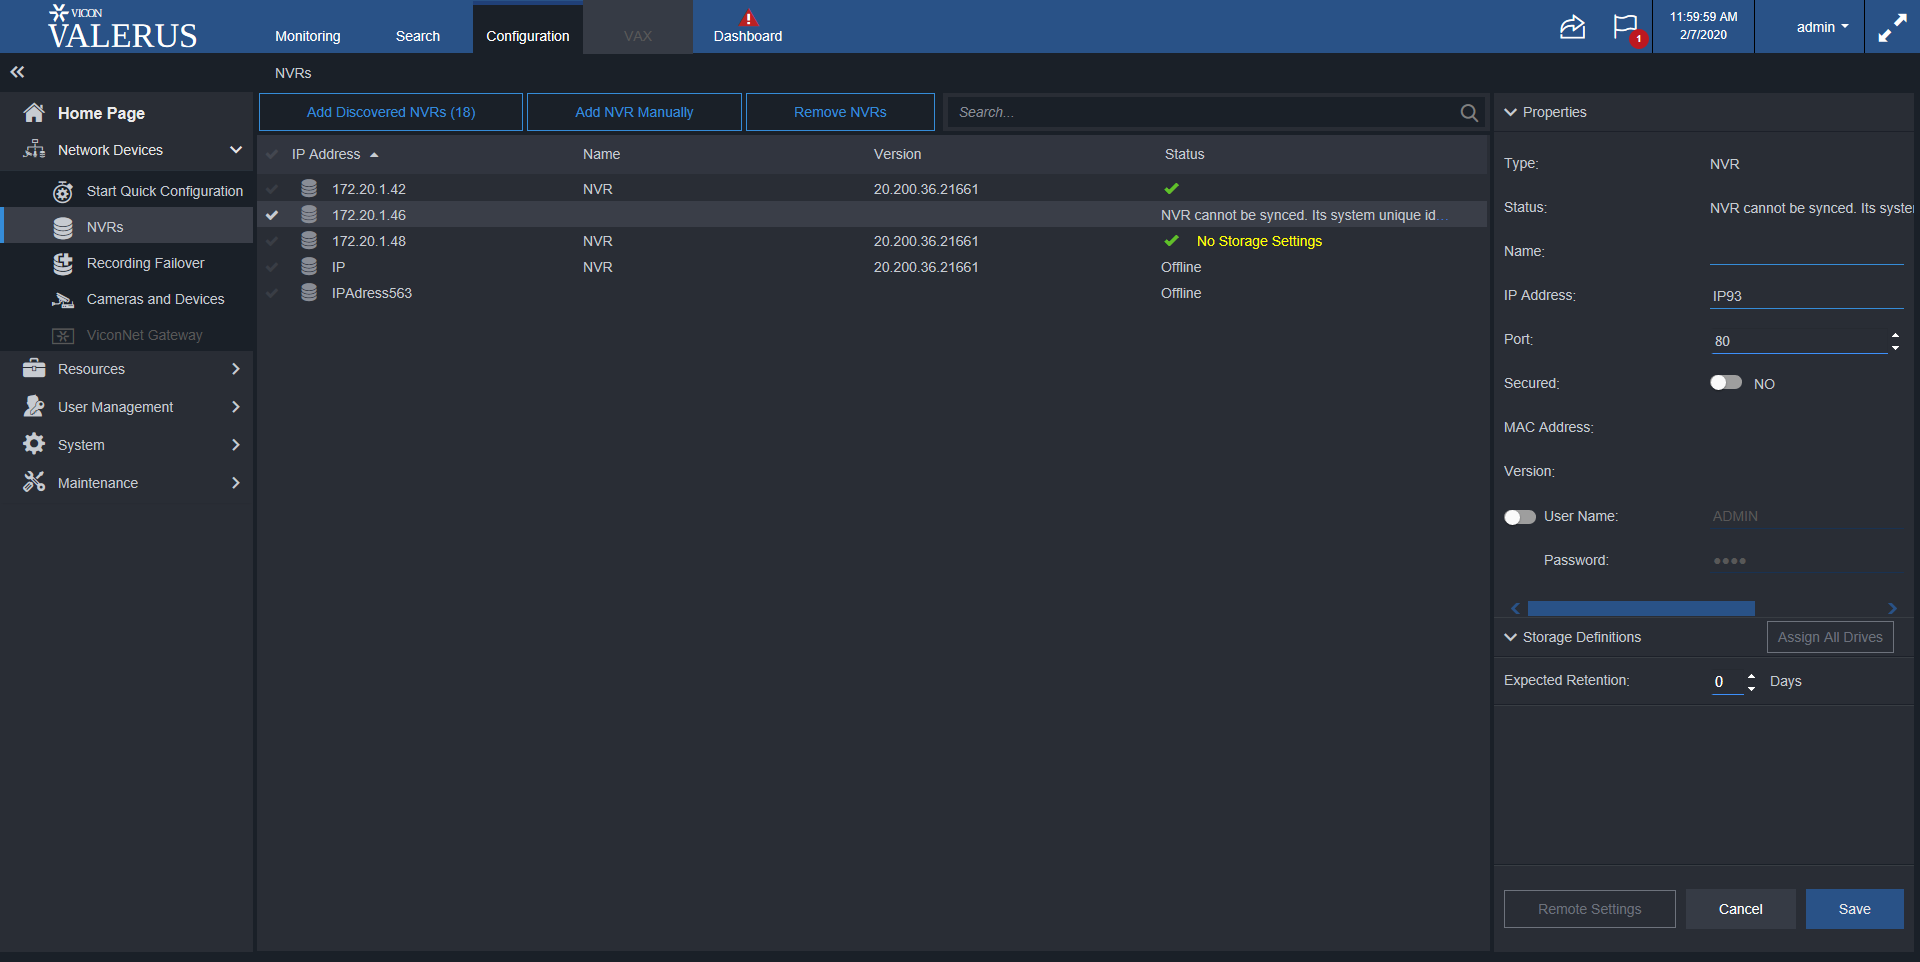 VICON
VALERUS
Monitoring
Search
Configuration
VAX
Dashboard
1
11:59:59 AM
2/7/2020
admin
NVRs
Home Page
Network Devices
Start Quick Configuration
NVRs
Recording Failover
Cameras and Devices
ViconNet Gateway
Resources
User Management
System
Maintenance
Add Discovered NVRs (18)
Add NVR Manually
Remove NVRs
Search...
IP Address Name Version Status
172.20.1.42 NVR 20.200.36.21661
172.20.1.46 NVR cannot be synced. Its system unique id...
172.20.1.48 NVR 20.200.36.21661 No Storage Settings
IP NVR 20.200.36.21661 Offline
IPAdress563 Offline
Properties
Type: NVR
Status: NVR cannot be synced. Its syste
Name:
IP Address: IP93
Port: 80
Secured: NO
MAC Address:
Version:
User Name: ADMIN
Password: ●●●●
Storage Definitions Assign All Drives
Expected Retention: 0 Days
Remote Settings Cancel Save